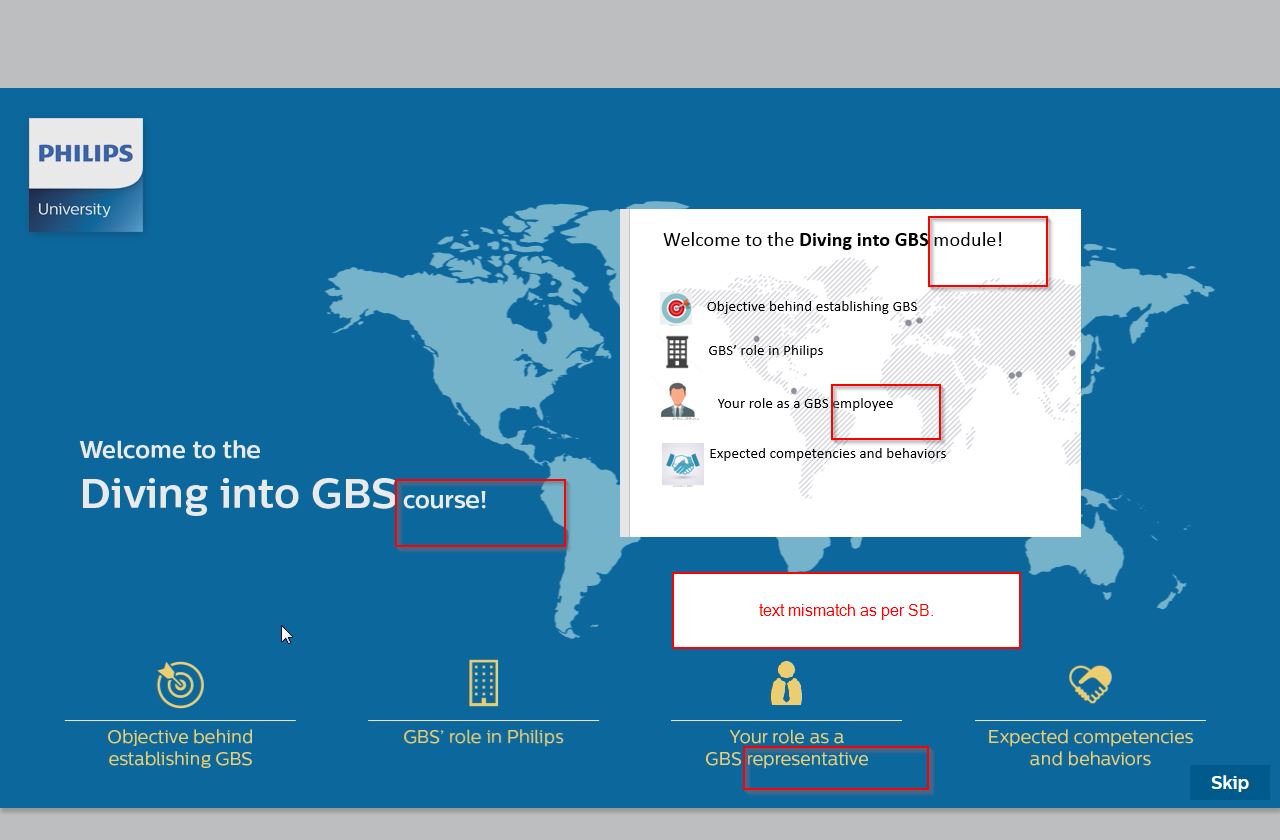 PHILIPS
University
Welcome to the Diving into GBS module!
Objective behind establishing GBS
GBS’ role in Philips
Your role as a GBS employee
Expected competencies and behaviors
Welcome to the
Diving into GBS course!
text mismatch as per SB.
Objective behind
establishing GBS
GBS’ role in Philips
Your role as a
GBS representative
Expected competencies
and behaviors
Skip